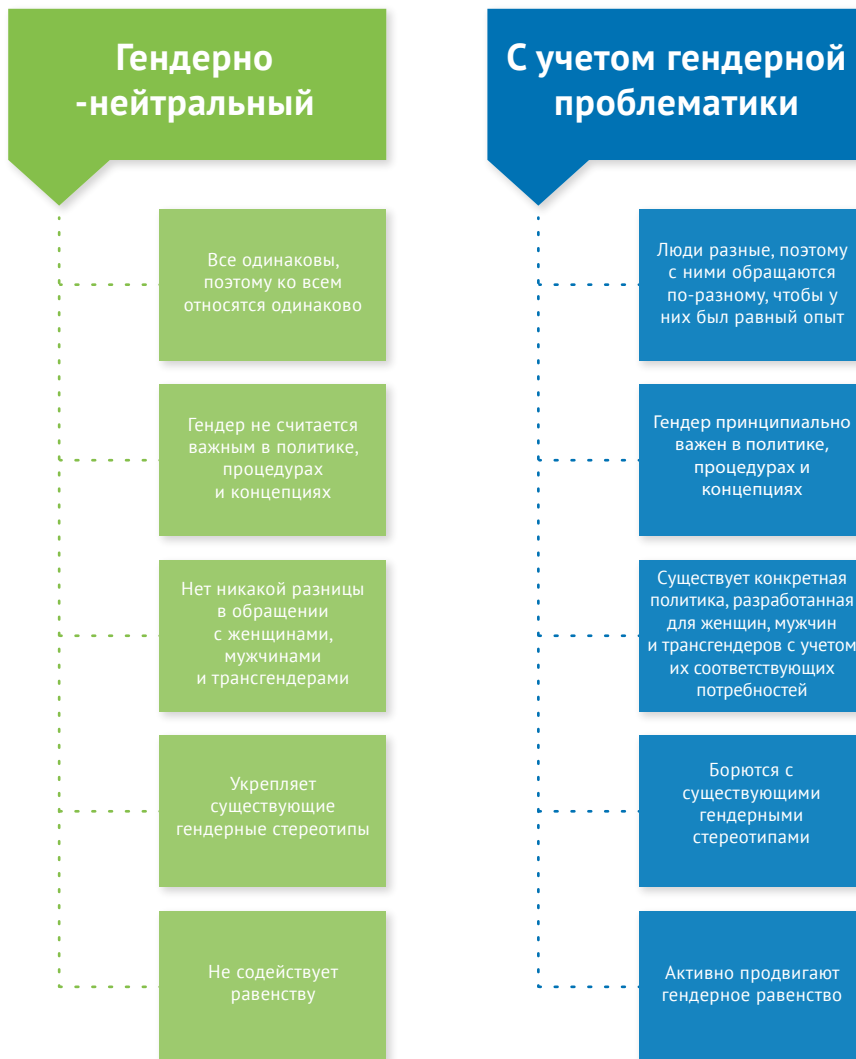 Гендерно
-нейтральный
Все одинаковы,
поэтому ко всем
относятся одинаково
Гендер не считается
важным в политике,
процедурах
и концепциях
Нет никакой разницы
в обращении
с женщинами,
мужчинами
и трансгендерами
Укрепляет
существующие
гендерные стереотипы
Не содействует
равенству
С учетом гендерной
проблематики
Люди разные, поэтому
с ними обращаются
по-разному, чтобы у
них был равный опыт
Гендер принципиально
важен в политике,
процедурах и
концепциях
Существует конкретная
политика, разработанная
для женщин, мужчин
и трансгендеров с учетом
их соответствующих
потребностей
Борются с
существующими
гендерными
стереотипами
Активно продвигают
гендерное равенство